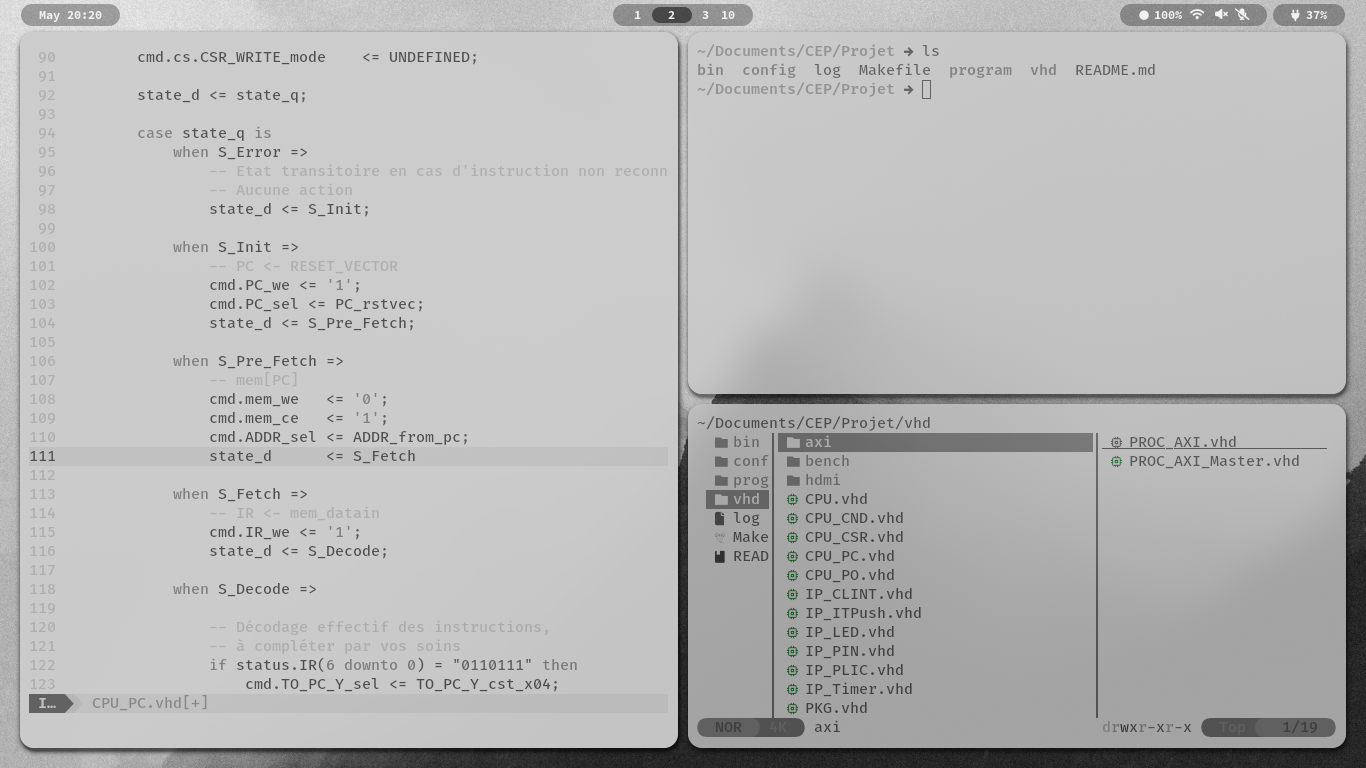 May 20:20
1 2 3 10
100% 37%
90 cmd.cs.CSR_WRITE_mode <= UNDEFINED;
91
92 state_d <= state_q;
93
94 case state_q is
95 when S_Error =>
96 -- Etat transitoire en cas d'instruction non reconn
97 -- Aucune action
98 state_d <= S_Init;
99
100 when S_Init =>
101 -- PC <- RESET_VECTOR
102 cmd.PC_we <= '1';
103 cmd.PC_sel <= PC_rstvec;
104 state_d <= S_Pre_Fetch;
105
106 when S_Pre_Fetch =>
107 -- mem[PC]
108 cmd.mem_we <= '0';
109 cmd.mem_ce <= '1';
110 cmd.ADDR_sel <= ADDR_from_pc;
111 state_d <= S_Fetch
112
113 when S_Fetch =>
114 -- IR <- mem_datain
115 cmd.IR_we <= '1';
116 state_d <= S_Decode;
117
118 when S_Decode =>
119
120 -- Décodage effectif des instructions,
121 -- à compléter par vos soins
122 if status.IR(6 downto 0) = "0110111" then
123 cmd.TO_PC_Y_sel <= TO_PC_Y_cst_x04;
I… CPU_PC.vhd[+]
~/Documents/CEP/Projet ➜ ls
bin config log Makefile program vhd README.md
~/Documents/CEP/Projet ➜
~/Documents/CEP/Projet/vhd
bin axi PROC_AXI.vhd
conf bench PROC_AXI_Master.vhd
prog hdmi
vhd CPU.vhd
log CPU_CND.vhd
Make CPU_CSR.vhd
READ CPU_PC.vhd
CPU_PO.vhd
IP_CLINT.vhd
IP_ITPush.vhd
IP_LED.vhd
IP_PIN.vhd
IP_PLIC.vhd
IP_Timer.vhd
PKG.vhd
NOR 4K axi drwxr-xr-x Top 1/19